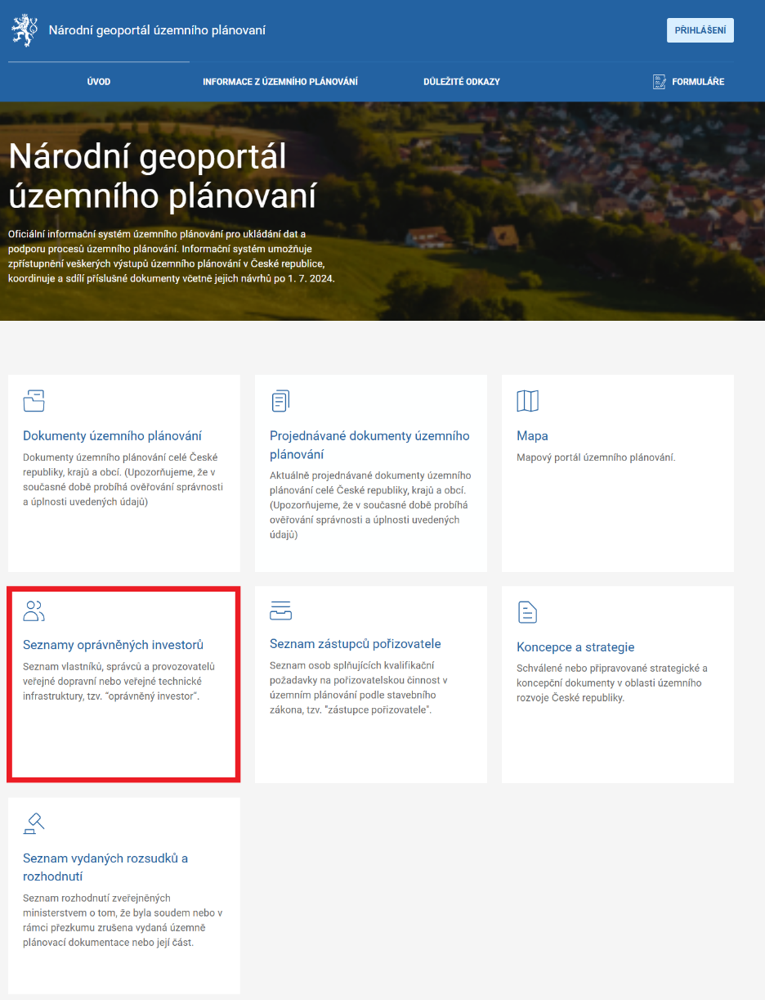 Národní geoportál územního plánovaní
PŘIHLÁŠENÍ
ÚVOD
INFORMACE Z ÚZEMNÍHO PLÁNOVÁNÍ
DŮLEŽITÉ ODKAZY
FORMULÁŘE
Národní geoportál
územního plánovaní
Oficiální informační systém územního plánování pro ukládání dat a
podporu procesů územního plánování. Informační systém umožňuje
zpřístupnění veškerých výstupů územního plánování v České republice,
koordinuje a sdílí příslušné dokumenty včetně jejich návrhů po 1. 7. 2024.
Dokumenty územního plánování
Dokumenty územního plánování celé České
republiky, krajů a obcí. (Upozorňujeme, že v
současné době probíhá ověřování správnosti
a úplnosti uvedených údajů)
Projednávané dokumenty územního
plánování
Aktuálně projednávané dokumenty územního
plánování celé České republiky, krajů a obcí.
(Upozorňujeme, že v současné době probíhá
ověřování správnosti a úplnosti uvedených
údajů)
Mapa
Mapový portál územního plánování.
Seznamy oprávněných investorů
Seznam vlastníků, správců a provozovatelů
veřejné dopravní nebo veřejné technické
infrastruktury, tzv. “oprávněný investor“.
Seznam zástupců pořizovatele
Seznam osob splňujících kvalifikační
požadavky na pořizovatelskou činnost v
územním plánování podle stavebního
zákona, tzv. "zástupce pořizovatele".
Koncepce a strategie
Schválené nebo připravované strategické a
koncepční dokumenty v oblasti územního
rozvoje České republiky.
Seznam vydaných rozsudků a
rozhodnutí
Seznam rozhodnutí zveřejněných
ministerstvem o tom, že byla soudem nebo v
rámci přezkumu zrušena vydaná územně
plánovací dokumentace nebo její část.